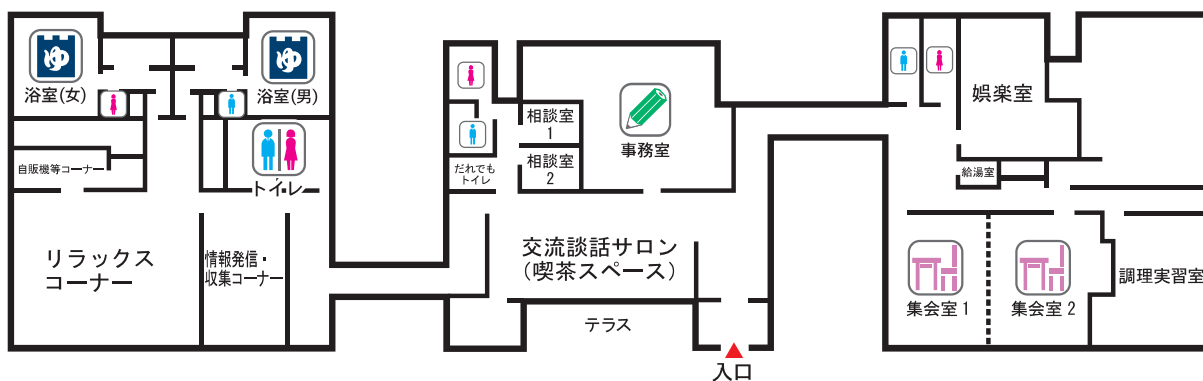 ゆ
浴室(女)
ゆ
浴室(男)
自販機等コーナー
トイレ
リラックス
コーナー
情報発信・
収集コーナー
だれでも
トイレ
相談室
1
相談室
2
事務室
交流談話サロン
(喫茶スペース)
テラス
入口
娯楽室
給湯室
集会室 1
集会室 2
調理実習室